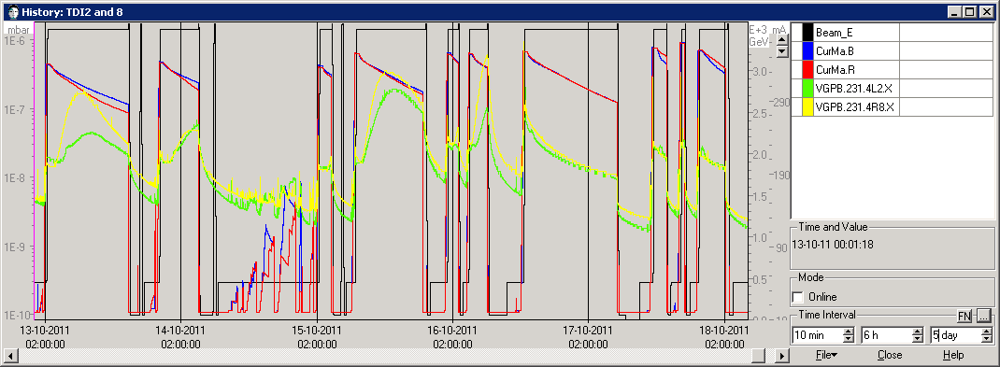 History: TDI2 and 8
mbar
1E-6
1E-7
1E-8
1E-9
1E-10
E+3 mA
GeV
3.0
2.5
2.0
1.5
1.0
0.5
290
190
90
13-10-2011 14-10-2011 15-10-2011 16-10-2011 17-10-2011 18-10-2011
02:00:00 02:00:00 02:00:00 02:00:00 02:00:00 02:00:00
Beam_E
CurMa.B
CurMa.R
VGPB.231.4L2.X
VGPB.231.4R8.X
Time and Value
13-10-11 00:01:18
Mode
Online
Time Interval
FN ...
10 min 6 h 5 day
File Close Help